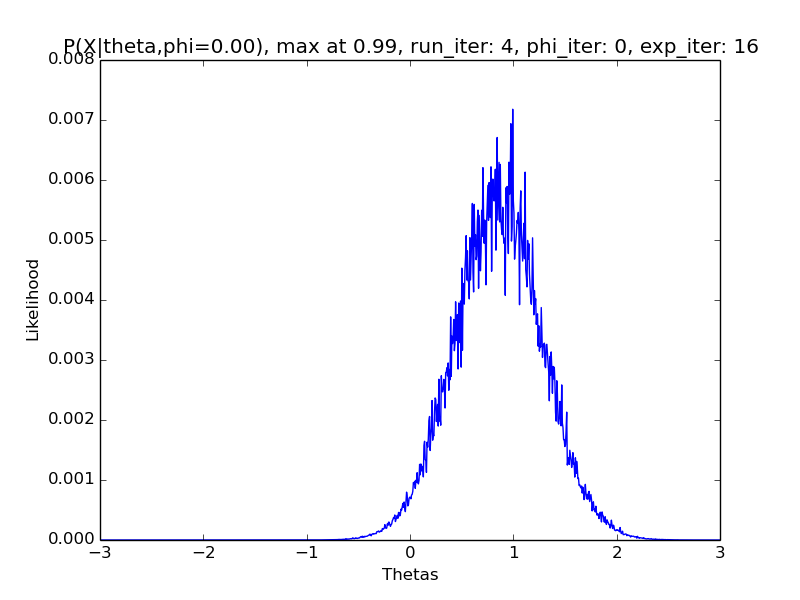 P(X|theta,phi=0.00), max at 0.99, run_iter: 4, phi_iter: 0, exp_iter: 16
0.008
0.007
0.006
0.005
0.004
0.003
0.002
0.001
0.000
Likelihood
−3 −2 −1 0 1 2 3
Thetas